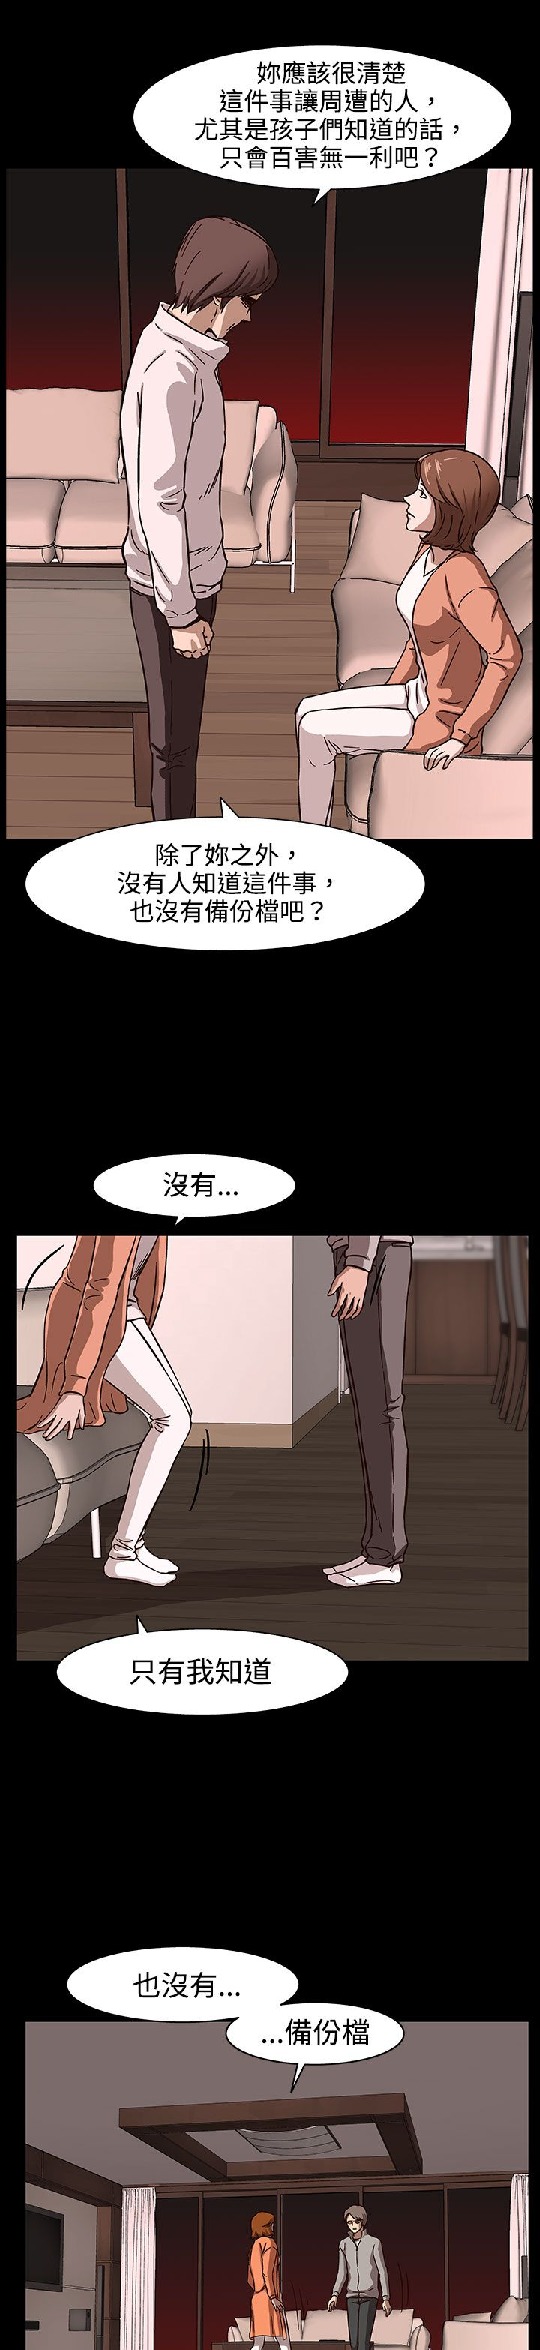 妳應該很清楚
這件事讓周遭的人，
尤其是孩子們知道的話，
只會百害無一利吧？
除了妳之外，
沒有人知道這件事，
也沒有備份檔吧？
沒有...
只有我知道
也沒有...
...備份檔